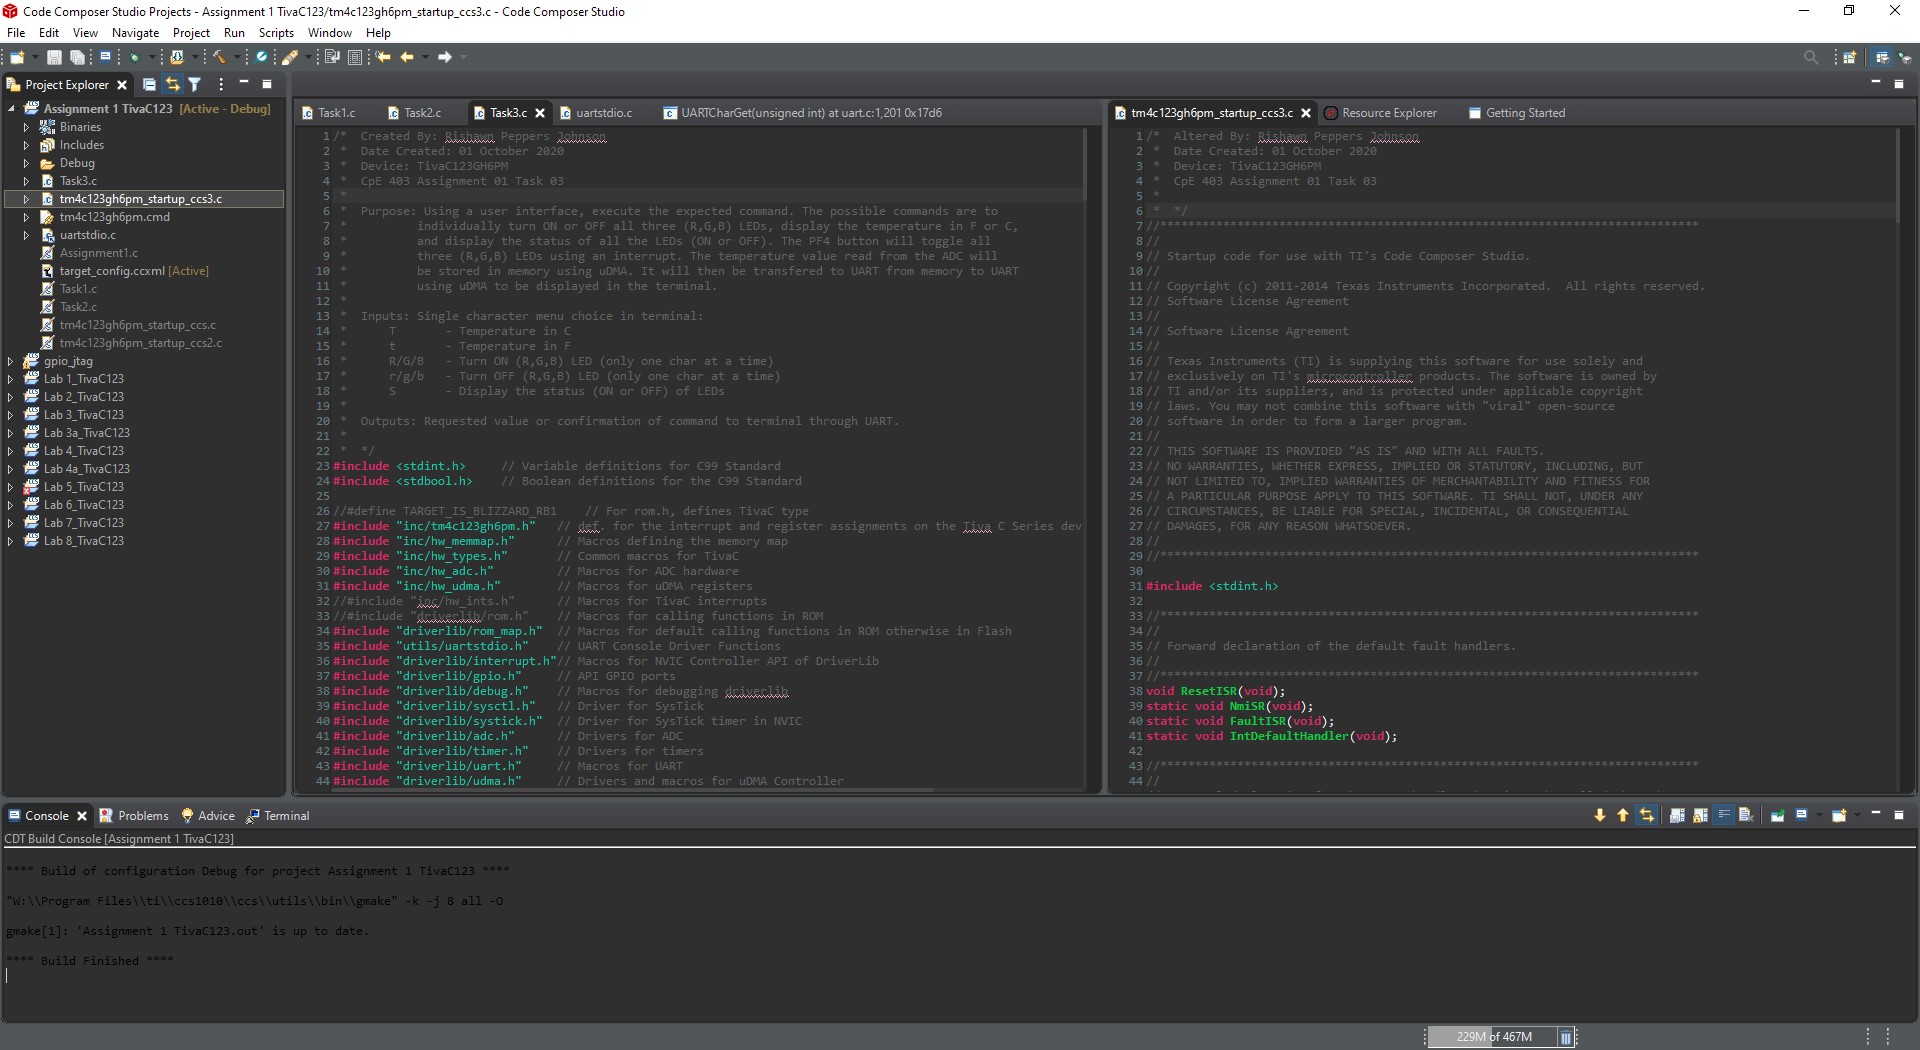 Code Composer Studio Projects - Assignment 1 TivaC123/tm4c123gh6pm_startup_ccs3.c - Code Composer Studio
File Edit View Navigate Project Run Scripts Window Help
Project Explorer
Assignment 1 TivaC123 [Active - Debug]
Binaries
Includes
Debug
Task3.c
tm4c123gh6pm_startup_ccs3.c
tm4c123gh6pm.cmd
uartstdio.c
Assignment1.c
target_config.ccxml [Active]
Task1.c
Task2.c
tm4c123gh6pm_startup_ccs.c
tm4c123gh6pm_startup_ccs2.c
gpio_jtag
Lab 1_TivaC123
Lab 2_TivaC123
Lab 3_TivaC123
Lab 3a_TivaC123
Lab 4_TivaC123
Lab 4a_TivaC123
Lab 5_TivaC123
Lab 6_TivaC123
Lab 7_TivaC123
Lab 8_TivaC123
Task1.c Task2.c Task3.c uartstdio.c UARTCharGet(unsigned int) at uart.c:1,201 0x17d6
1 /* Created By: Rishawn Peppers Johnson
2 * Date Created: 01 October 2020
3 * Device: TivaC123GH6PM
4 * CpE 403 Assignment 01 Task 03
5 *
6 * Purpose: Using a user interface, execute the expected command. The possible commands are to
7 * individually turn ON or OFF all three (R,G,B) LEDs, display the temperature in F or C,
8 * and display the status of all the LEDs (ON or OFF). The PF4 button will toggle all
9 * three (R,G,B) LEDs using an interrupt. The temperature value read from the ADC will
10 * be stored in memory using uDMA. It will then be transfered to UART from memory to UART
11 * using uDMA to be displayed in the terminal.
12 *
13 * Inputs: Single character menu choice in terminal:
14 * T - Temperature in C
15 * t - Temperature in F
16 * R/G/B - Turn ON (R,G,B) LED (only one char at a time)
17 * r/g/b - Turn OFF (R,G,B) LED (only one char at a time)
18 * S - Display the status (ON or OFF) of LEDs
19 *
20 * Outputs: Requested value or confirmation of command to terminal through UART.
21 *
22 * */
23 #include <stdint.h> // Variable definitions for C99 Standard
24 #include <stdbool.h> // Boolean definitions for the C99 Standard
25
26 //#define TARGET_IS_BLIZZARD_RB1 // For rom.h, defines TivaC type
27 #include "inc/tm4c123gh6pm.h" // def. for the interrupt and register assignments on the Tiva C Series dev
28 #include "inc/hw_memmap.h" // Macros defining the memory map
29 #include "inc/hw_types.h" // Common macros for TivaC
30 #include "inc/hw_adc.h" // Macros for ADC hardware
31 #include "inc/hw_udma.h" // Macros for uDMA registers
32 //#include "inc/hw_ints.h" // Macros for TivaC interrupts
33 //#include "driverlib/rom.h" // Macros for calling functions in ROM
34 #include "driverlib/rom_map.h" // Macros for default calling functions in ROM otherwise in Flash
35 #include "utils/uartstdio.h" // UART Console Driver Functions
36 #include "driverlib/interrupt.h"// Macros for NVIC Controller API of DriverLib
37 #include "driverlib/gpio.h" // API GPIO ports
38 #include "driverlib/debug.h" // Macros for debugging driverlib
39 #include "driverlib/sysctl.h" // Driver for SysTick
40 #include "driverlib/systick.h" // Driver for SysTick timer in NVIC
41 #include "driverlib/adc.h" // Drivers for ADC
42 #include "driverlib/timer.h" // Drivers for timers
43 #include "driverlib/uart.h" // Macros for UART
44 #include "driverlib/udma.h" // Drivers and macros for uDMA Controller
tm4c123gh6pm_startup_ccs3.c Resource Explorer Getting Started
1 /* Altered By: Rishawn Peppers Johnson
2 * Date Created: 01 October 2020
3 * Device: TivaC123GH6PM
4 * CpE 403 Assignment 01 Task 03
5 *
6 * */
7 //*****************************************************************************
8 //
9 // Startup code for use with TI's Code Composer Studio.
10 //
11 // Copyright (c) 2011-2014 Texas Instruments Incorporated. All rights reserved.
12 // Software License Agreement
13 //
14 // Software License Agreement
15 //
16 // Texas Instruments (TI) is supplying this software for use solely and
17 // exclusively on TI's microcontroller products. The software is owned by
18 // TI and/or its suppliers, and is protected under applicable copyright
19 // laws. You may not combine this software with "viral" open-source
20 // software in order to form a larger program.
21 //
22 // THIS SOFTWARE IS PROVIDED "AS IS" AND WITH ALL FAULTS.
23 // NO WARRANTIES, WHETHER EXPRESS, IMPLIED OR STATUTORY, INCLUDING, BUT
24 // NOT LIMITED TO, IMPLIED WARRANTIES OF MERCHANTABILITY AND FITNESS FOR
25 // A PARTICULAR PURPOSE APPLY TO THIS SOFTWARE. TI SHALL NOT, UNDER ANY
26 // CIRCUMSTANCES, BE LIABLE FOR SPECIAL, INCIDENTAL, OR CONSEQUENTIAL
27 // DAMAGES, FOR ANY REASON WHATSOEVER.
28 //
29 //*****************************************************************************
30
31 #include <stdint.h>
32
33 //*****************************************************************************
34 //
35 // Forward declaration of the default fault handlers.
36 //
37 //*****************************************************************************
38 void ResetISR(void);
39 static void NmiSR(void);
40 static void FaultISR(void);
41 static void IntDefaultHandler(void);
42
43 //*****************************************************************************
44 //
Console Problems Advice Terminal
CDT Build Console [Assignment 1 TivaC123]
**** Build of configuration Debug for project Assignment 1 TivaC123 ****
"W:\\Program Files\\ti\\ccs1010\\ccs\\utils\\bin\\gmake" -k -j 8 all -O
gmake[1]: 'Assignment 1 TivaC123.out' is up to date.
**** Build Finished ****
229M of 467M